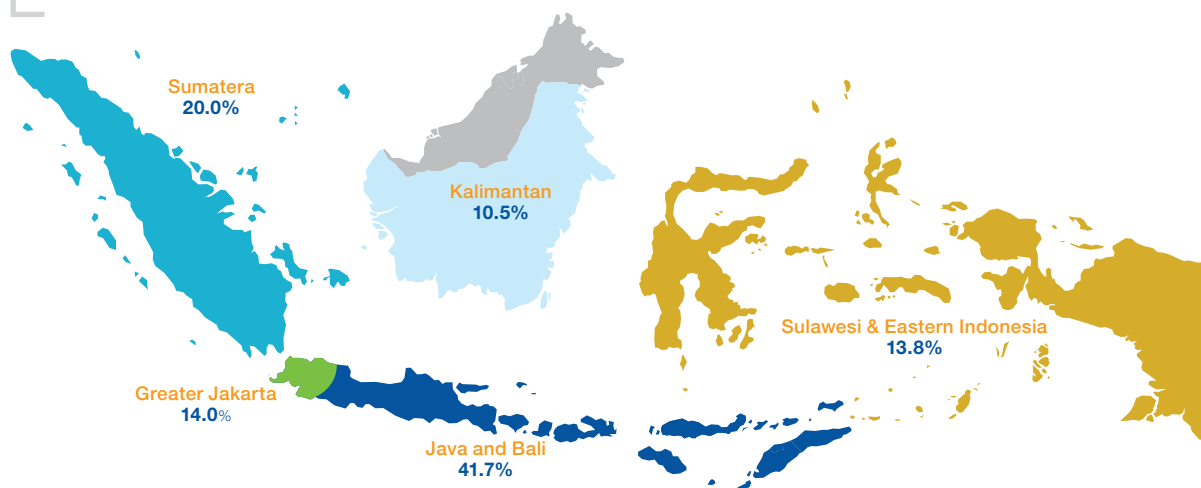 Sumatera
20.0%
Kalimantan
10.5%
Sulawesi & Eastern Indonesia
13.8%
Greater Jakarta
14.0%
Java and Bali
41.7%